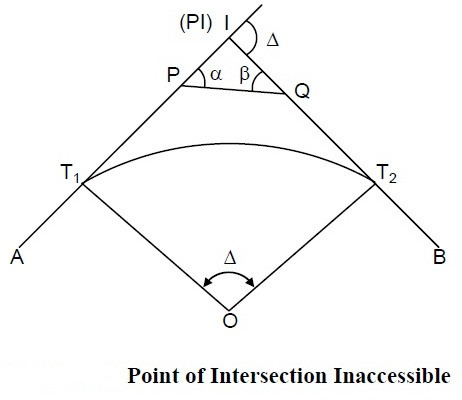 (PI) I
Δ
P α β Q
T1 T2
A B
Δ
O
Point of Intersection Inaccessible